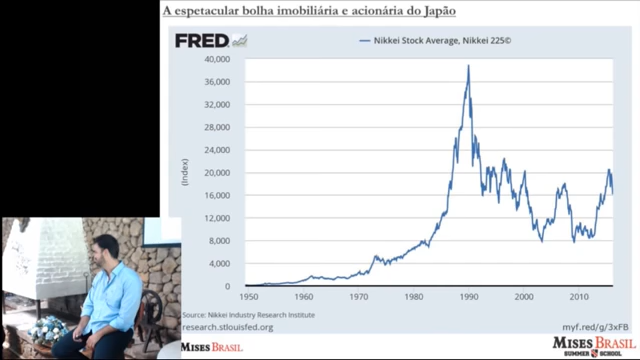 A espetacular bolha imobiliária e acionária do Japão
FRED
Nikkei Stock Average, Nikkei 225©
40,000
36,000
32,000
28,000
24,000
20,000
16,000
12,000
8,000
4,000
0
(Index)
1950 1960 1970 1980 1990 2000 2010
Source: Nikkei Industry Research Institute
research.stlouisfed.org myf.red/g/3xFB
MISES BRASIL
MISES BRASIL
SUMMER SCHOOL